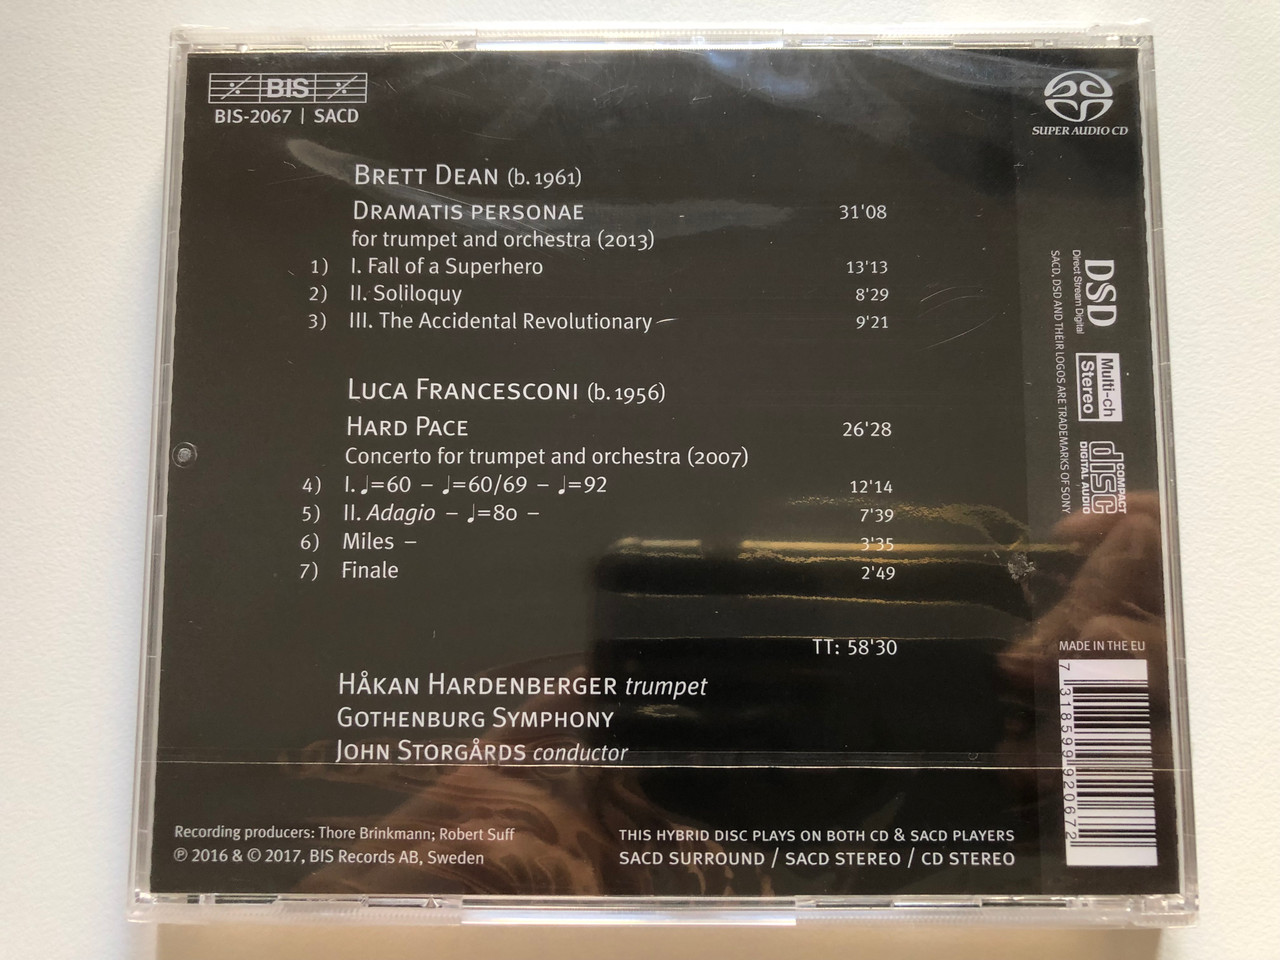 BIS
BIS-2067 | SACD
SUPER AUDIO CD
BRETT DEAN (b. 1961)
DRAMATIS PERSONAE 31'08
for trumpet and orchestra (2013)
1) I. Fall of a Superhero 13'13
2) II. Soliloquy 8'29
3) III. The Accidental Revolutionary 9'21
LUCA FRANCESCONI (b. 1956)
HARD PACE 26'28
Concerto for trumpet and orchestra (2007)
4) I. ♩=60 – ♩=60/69 – ♩=92 12'14
5) II. Adagio – ♩=80 – 7'39
6) Miles – 3'35
7) Finale 2'49
TT: 58'30
HÅKAN HARDENBERGER trumpet
GOTHENBURG SYMPHONY
JOHN STORGÅRDS conductor
Recording producers: Thore Brinkmann; Robert Suff
℗ 2016 & © 2017, BIS Records AB, Sweden
THIS HYBRID DISC PLAYS ON BOTH CD & SACD PLAYERS
SACD SURROUND / SACD STEREO / CD STEREO
DSD
Direct Stream Digital
SACD, DSD AND THEIR LOGOS ARE TRADEMARKS OF SONY
Multi-ch
Stereo
COMPACT
disc
DIGITAL AUDIO
MADE IN THE EU
7 318599 920672